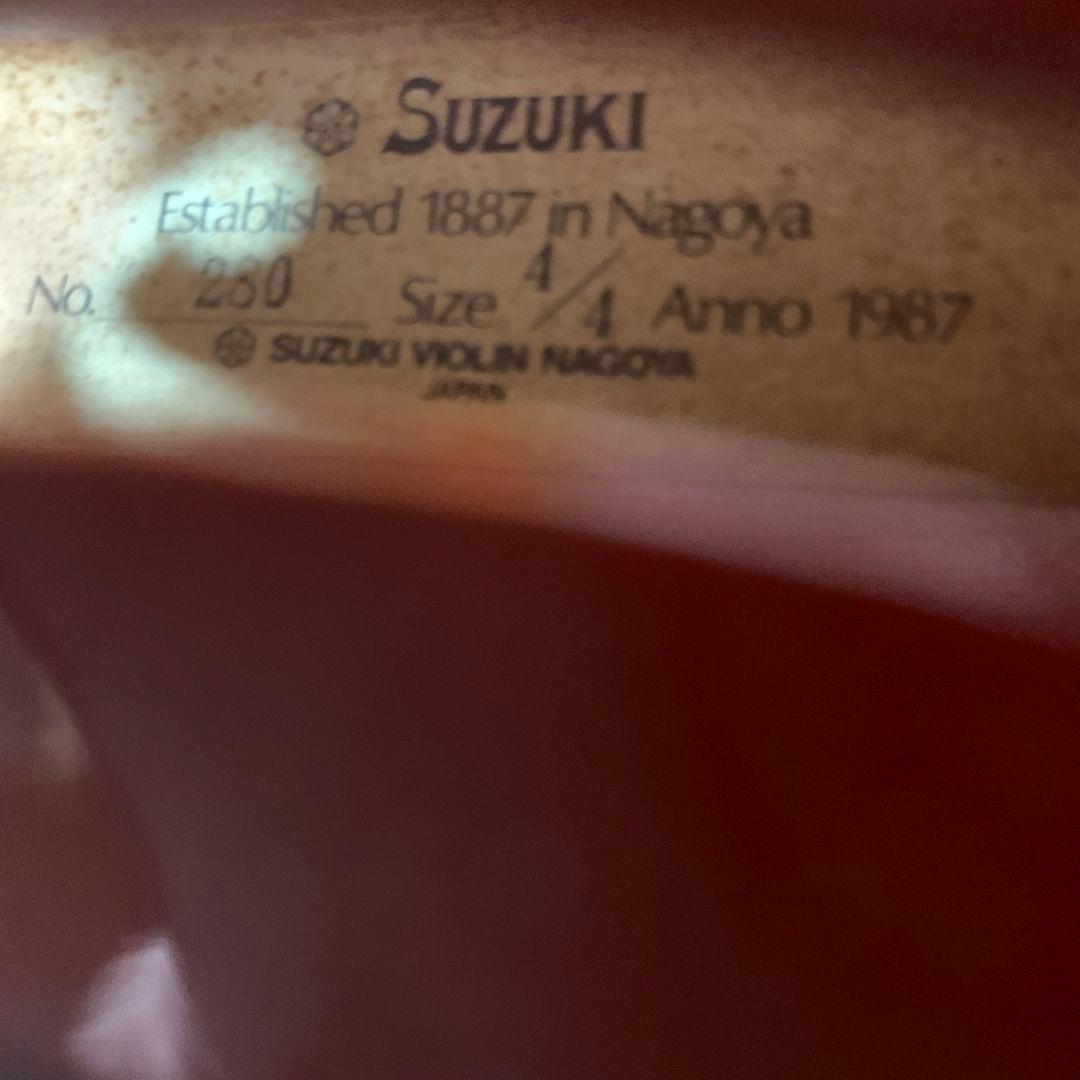 SUZUKI
Established 1887 in Nagoya
No. 280 Size 4/4 Anno 1987
SUZUKI VIOLIN NAGOYA
JAPAN